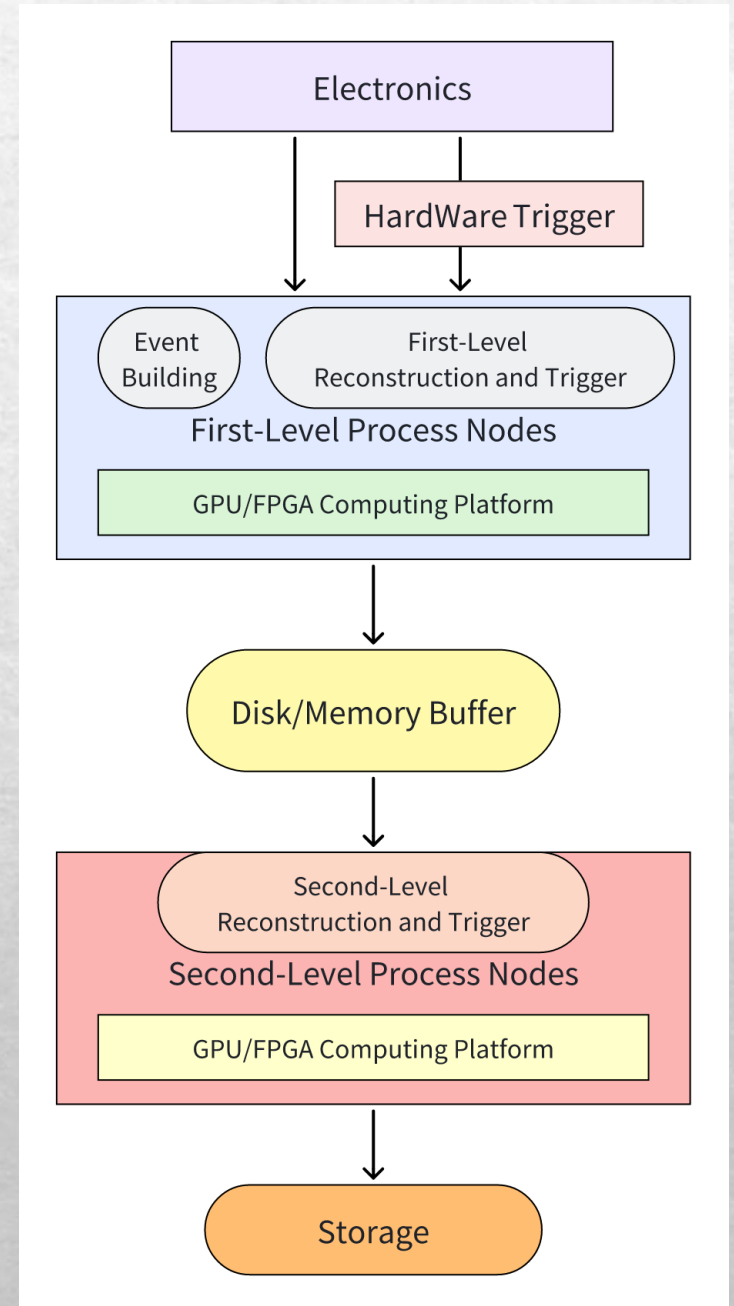 Electronics
HardWare Trigger
Event
Building
First-Level
Reconstruction and Trigger
First-Level Process Nodes
GPU/FPGA Computing Platform
Disk/Memory Buffer
Second-Level
Reconstruction and Trigger
Second-Level Process Nodes
GPU/FPGA Computing Platform
Storage